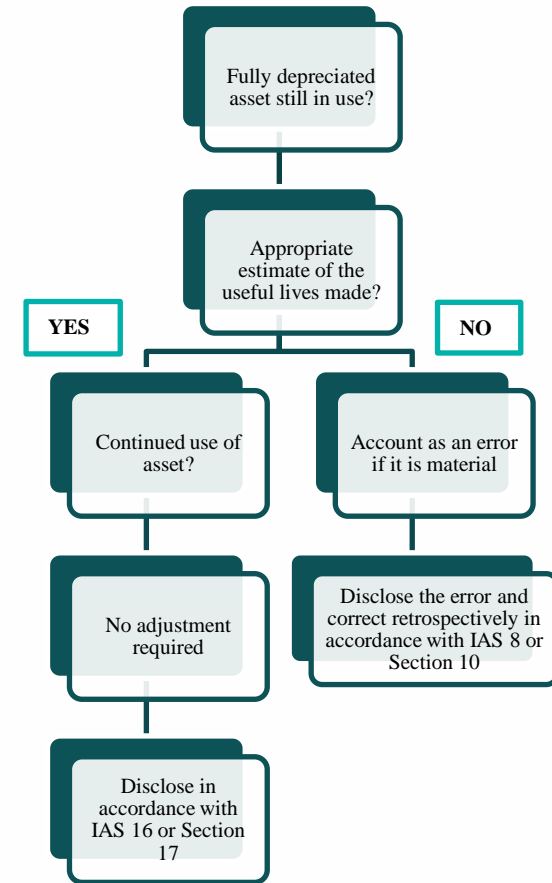 Fully depreciated
asset still in use?
Appropriate
estimate of the
useful lives made?
YES
NO
Continued use of
asset?
Account as an error
if it is material
No adjustment
required
Disclose the error and
correct retrospectively in
accordance with IAS 8 or
Section 10
Disclose in
accordance with
IAS 16 or Section
17